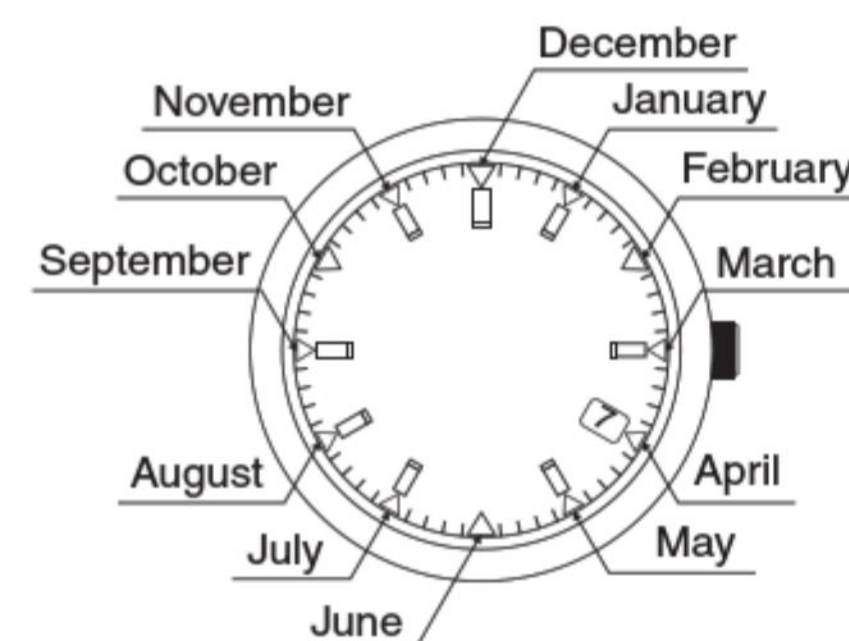 December
November
January
October
February
September
March
7
August
April
July
May
June